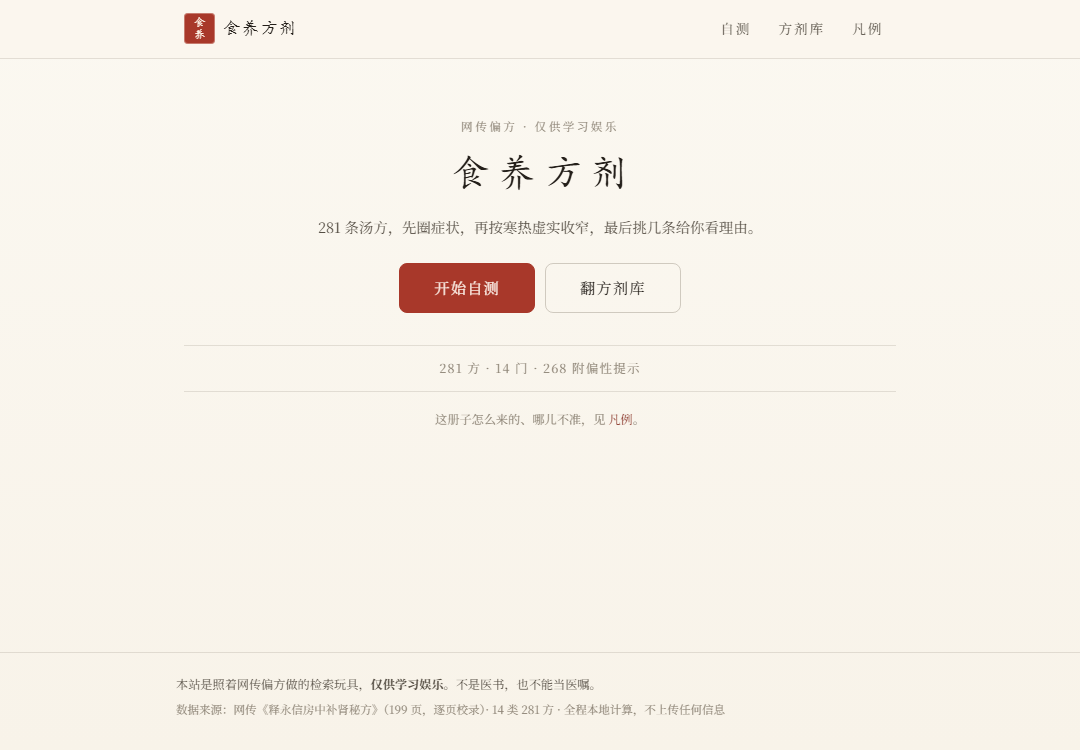 食养
食养方剂
自测 方剂库 凡例
网传偏方 · 仅供学习娱乐
食养方剂
281 条汤方，先圈症状，再按寒热虚实收窄，最后挑几条给你看理由。
开始自测 翻方剂库
281 方 · 14 门 · 268 附偏性提示
这册子怎么来的、哪儿不准，见 凡例。
本站是照着网传偏方做的检索玩具，仅供学习娱乐。不是医书，也不能当医嘱。
数据来源：网传《释永信房中补肾秘方》（199 页，逐页校录）· 14 类 281 方 · 全程本地计算，不上传任何信息